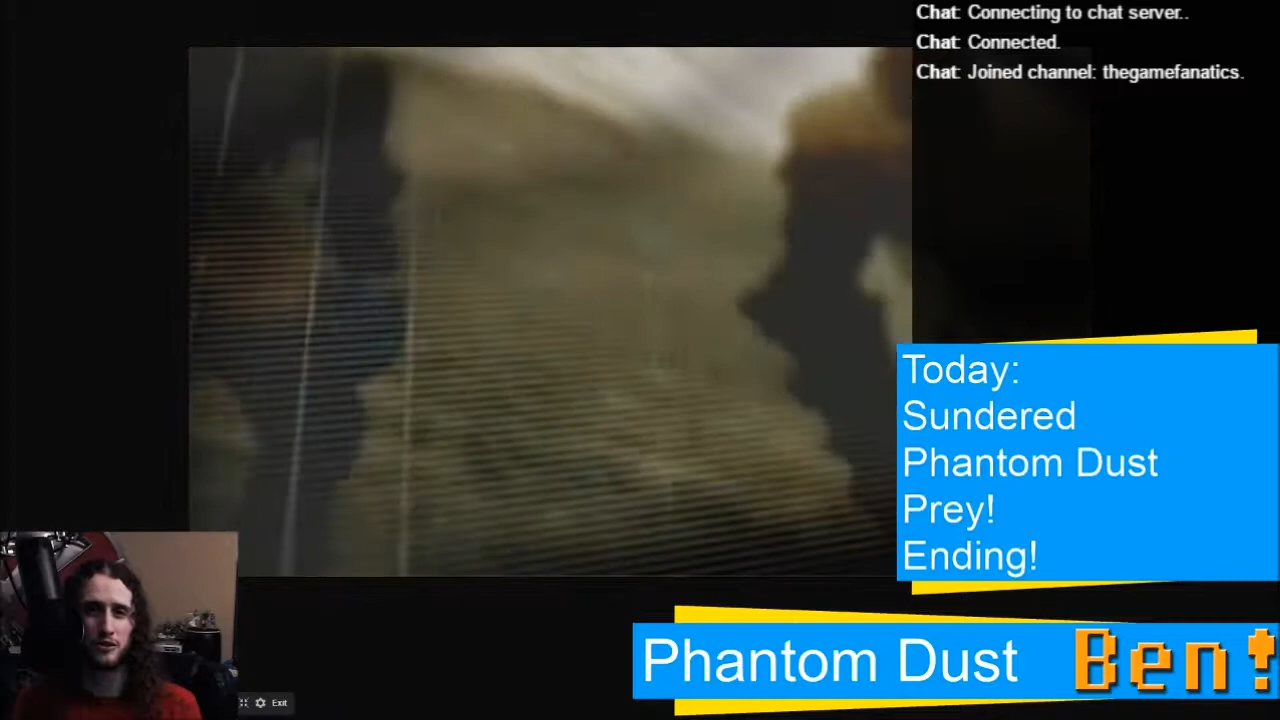 Chat: Connecting to chat server..
Chat: Connected.
Chat: Joined channel: thegamefanatics.
Today:
Sundered
Phantom Dust
Prey!
Ending!
Phantom Dust
Ben!
Exit